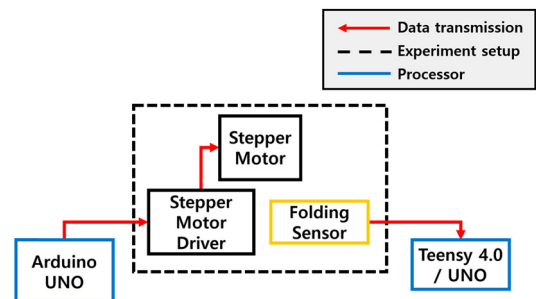 Data transmission
Experiment setup
Processor
Stepper
Motor
Stepper
Motor
Driver
Folding
Sensor
Arduino
UNO
Teensy 4.0
/ UNO